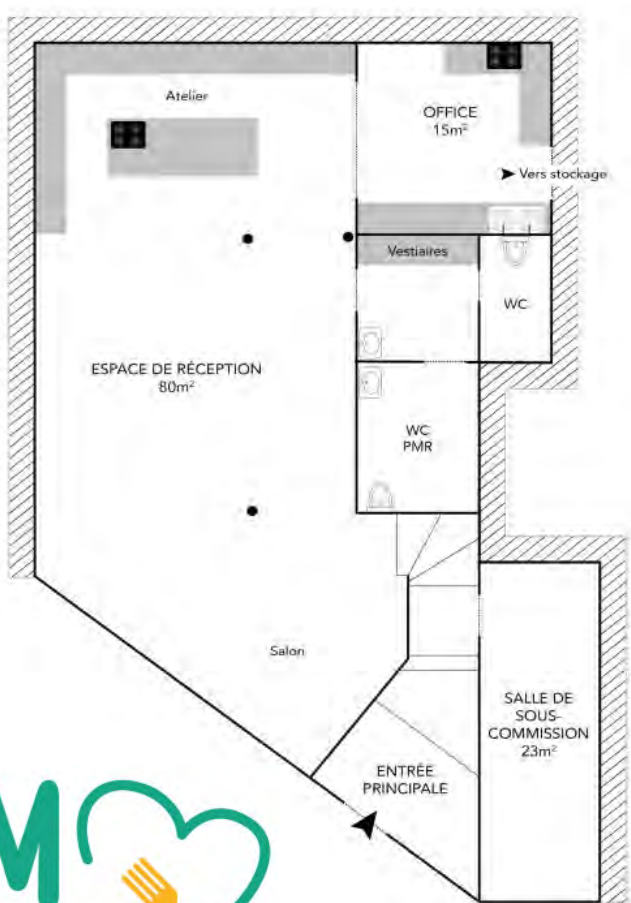 Atelier
OFFICE
15m²
Vers stockage
Vestiaires
WC
ESPACE DE RÉCEPTION
80m²
WC
PMR
Salon
SALLE DE
SOUS-
COMMISSION
23m²
ENTRÉE
PRINCIPALE
M